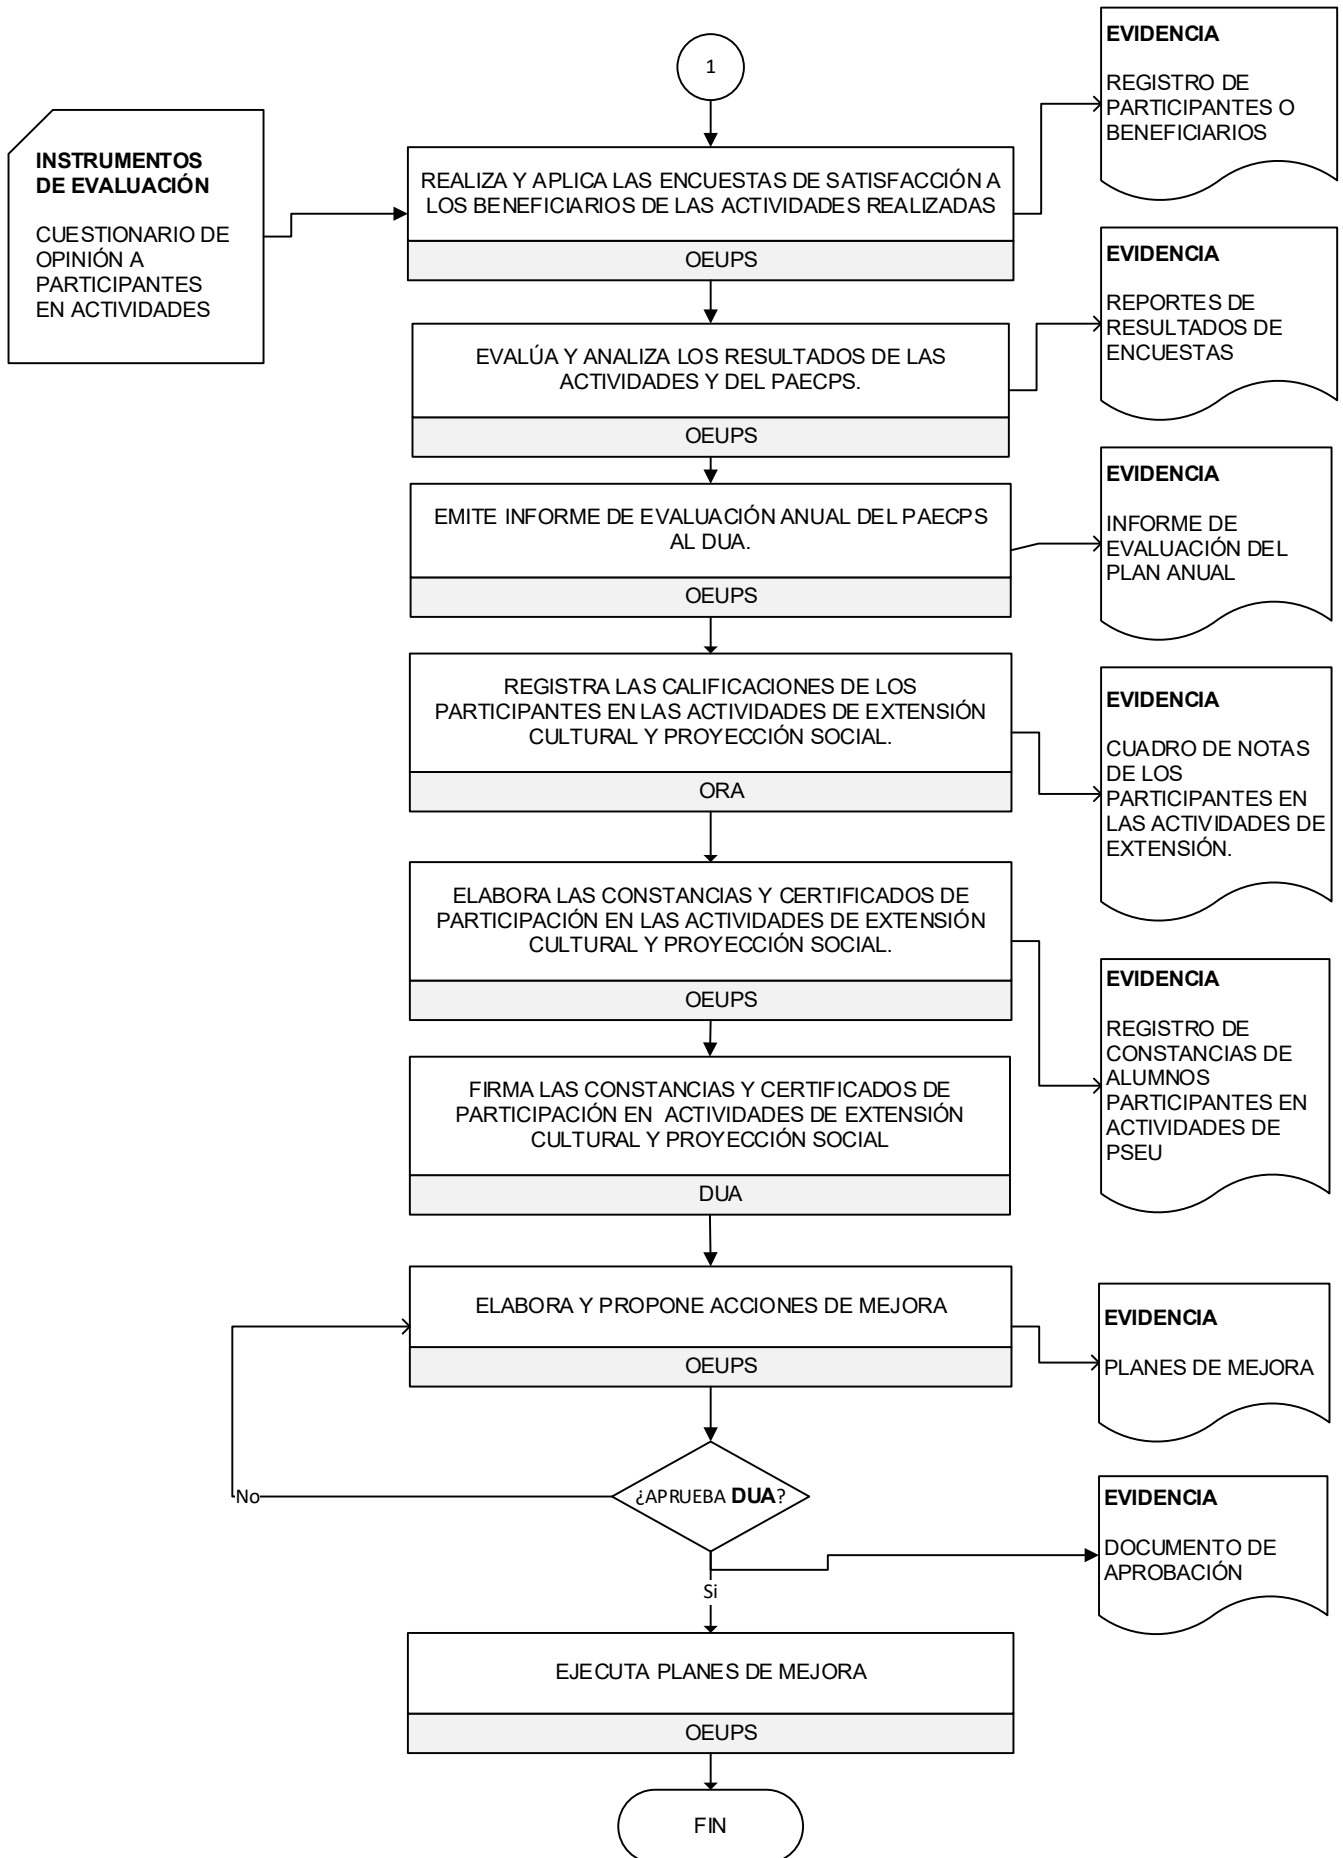 1
EVIDENCIA
REGISTRO DE
PARTICIPANTES O
BENEFICIARIOS
INSTRUMENTOS
DE EVALUACIÓN
CUESTIONARIO DE
OPINIÓN A
PARTICIPANTES
EN ACTIVIDADES
REALIZA Y APLICA LAS ENCUESTAS DE SATISFACCIÓN A
LOS BENEFICIARIOS DE LAS ACTIVIDADES REALIZADAS
OEUPS
EVIDENCIA
REPORTES DE
RESULTADOS DE
ENCUESTAS
EVALÚA Y ANALIZA LOS RESULTADOS DE LAS
ACTIVIDADES Y DEL PAECPS.
OEUPS
EVIDENCIA
INFORME DE
EVALUACIÓN DEL
PLAN ANUAL
EMITE INFORME DE EVALUACIÓN ANUAL DEL PAECPS
AL DUA.
OEUPS
REGISTRA LAS CALIFICACIONES DE LOS
PARTICIPANTES EN LAS ACTIVIDADES DE EXTENSIÓN
CULTURAL Y PROYECCIÓN SOCIAL.
ORA
EVIDENCIA
CUADRO DE NOTAS
DE LOS
PARTICIPANTES EN
LAS ACTIVIDADES DE
EXTENSIÓN.
ELABORA LAS CONSTANCIAS Y CERTIFICADOS DE
PARTICIPACIÓN EN LAS ACTIVIDADES DE EXTENSIÓN
CULTURAL Y PROYECCIÓN SOCIAL.
OEUPS
EVIDENCIA
REGISTRO DE
CONSTANCIAS DE
ALUMNOS
PARTICIPANTES EN
ACTIVIDADES DE
PSEU
FIRMA LAS CONSTANCIAS Y CERTIFICADOS DE
PARTICIPACIÓN EN ACTIVIDADES DE EXTENSIÓN
CULTURAL Y PROYECCIÓN SOCIAL
DUA
ELABORA Y PROPONE ACCIONES DE MEJORA
OEUPS
EVIDENCIA
PLANES DE MEJORA
No
¿APRUEBA DUA?
Si
EVIDENCIA
DOCUMENTO DE
APROBACIÓN
EJECUTA PLANES DE MEJORA
OEUPS
FIN